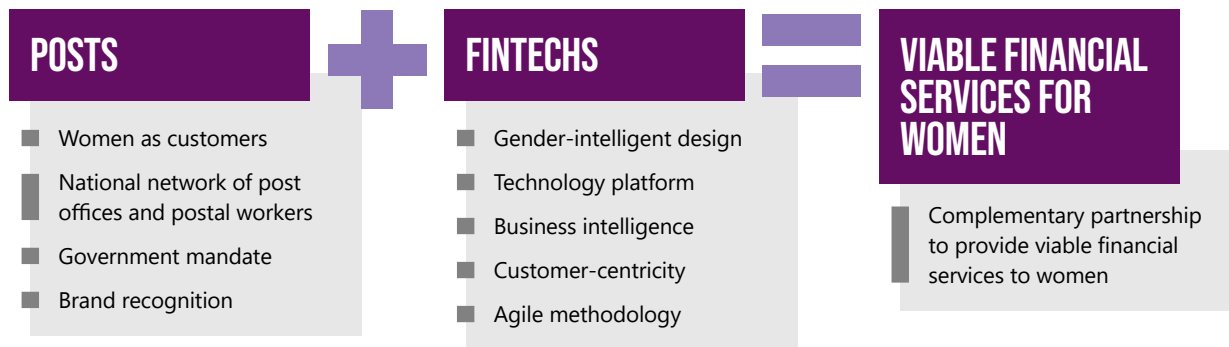 POSTS
Women as customers
National network of post
offices and postal workers
Government mandate
Brand recognition
FINTECHS
Gender-intelligent design
Technology platform
Business intelligence
Customer-centricity
Agile methodology
VIABLE FINANCIAL
SERVICES FOR
WOMEN
Complementary partnership
to provide viable financial
services to women